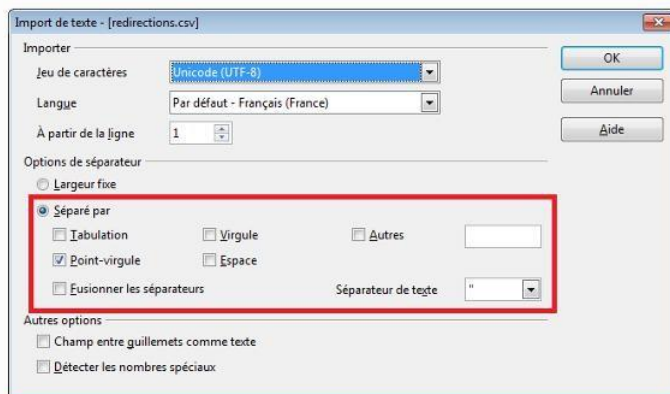 Import de texte - [redirections.csv]
Importer
Jeu de caractères Unicode (UTF-8)
Langue Par défaut - Français (France)
À partir de la ligne 1
OK
Annuler
Aide
Options de séparateur
Largeur fixe
Séparé par
Tabulation Virgule Autres
Point-virgule Espace
Fusionner les séparateurs Séparateur de texte "
Autres options
Champ entre guillemets comme texte
Détecter les nombres spéciaux